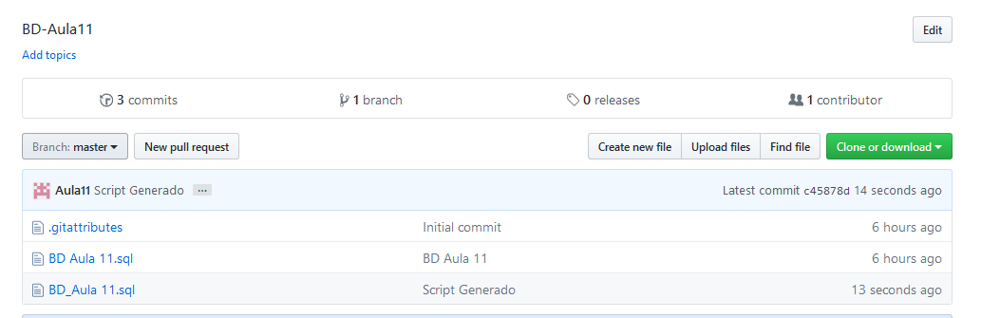 BD-Aula11
Edit
Add topics
3 commits
1 branch
0 releases
1 contributor
Branch: master
New pull request
Create new file
Upload files
Find file
Clone or download
Aula11 Script Generado ...
Latest commit c45878d 14 seconds ago
.gitattributes Initial commit 6 hours ago
BD Aula 11.sql BD Aula 11 6 hours ago
BD_Aula 11.sql Script Generado 13 seconds ago